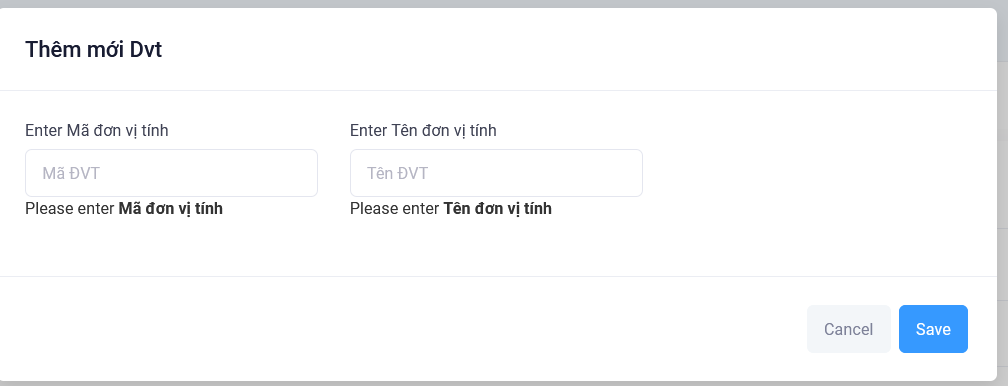 Thêm mới Dvt
Enter Mã đơn vị tính
Enter Tên đơn vị tính
Mã ĐVT
Tên ĐVT
Please enter Mã đơn vị tính
Please enter Tên đơn vị tính
Cancel
Save